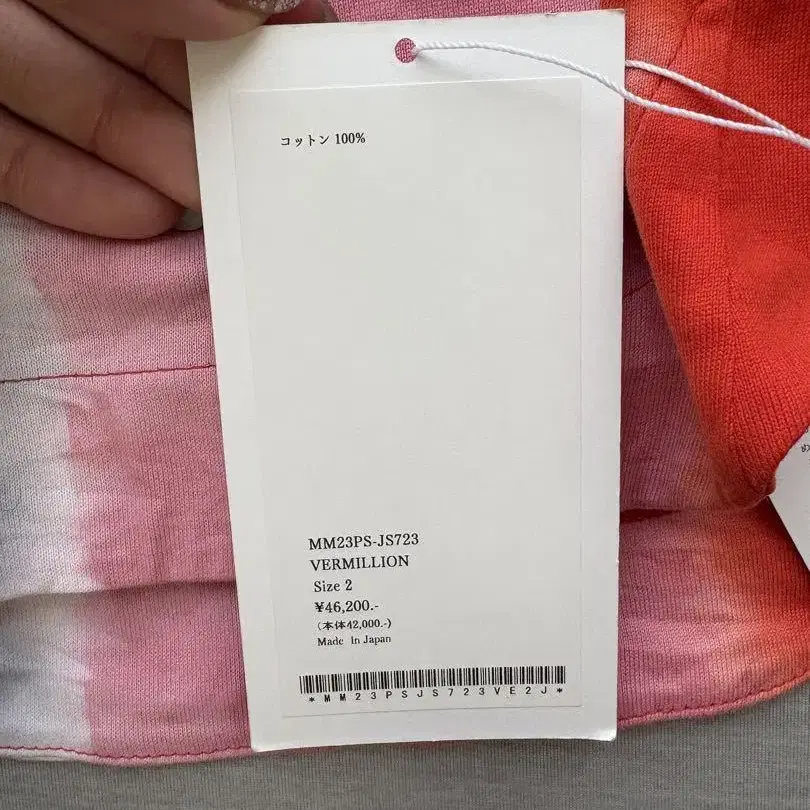 コットン 100%
MM23PS-JS723
VERMILLION
Size 2
¥46,200.-
(本体42,000.-)
Made In Japan
*MM23PSJS723VE2J*